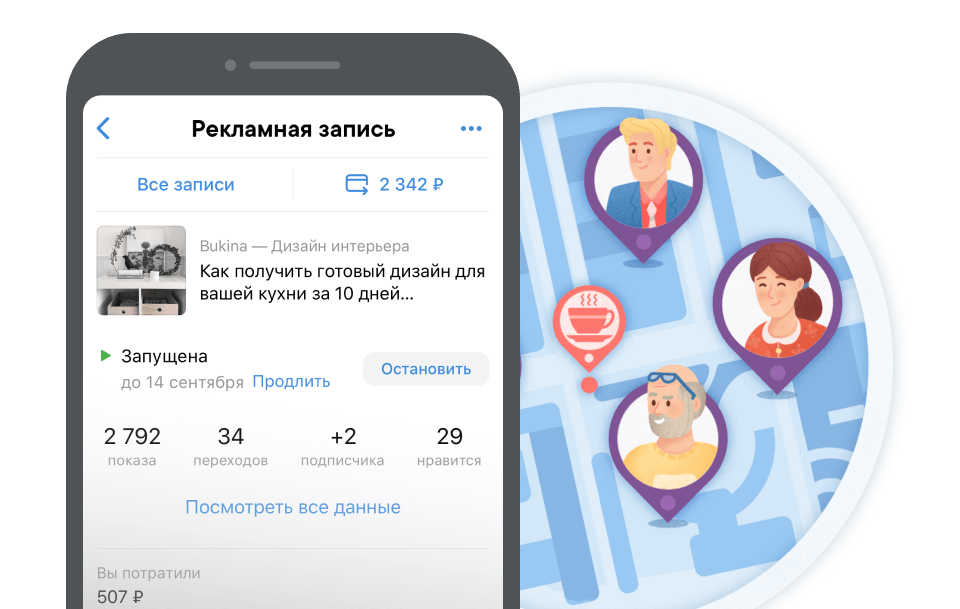 Рекламная запись
Все записи
2 342 ₽
Bukina — Дизайн интерьера
Как получить готовый дизайн для
вашей кухни за 10 дней...
Запущена
до 14 сентября Продлить
Остановить
2 792 34 +2 29
показа переходов подписчика нравится
Посмотреть все данные
Вы потратили
507 ₽